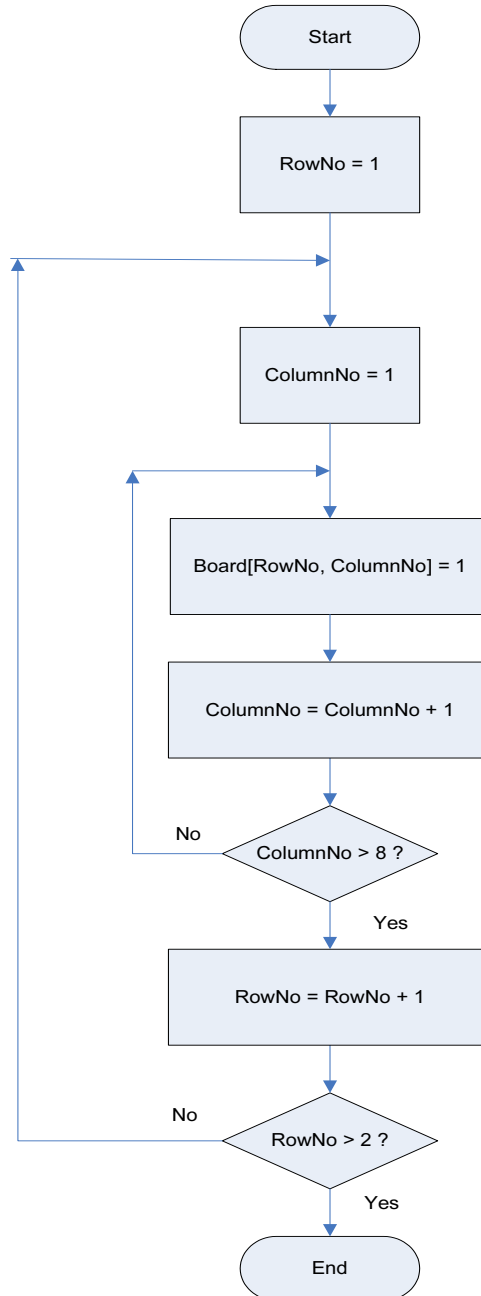 Start
RowNo = 1
ColumnNo = 1
Board[RowNo, ColumnNo] = 1
ColumnNo = ColumnNo + 1
No
ColumnNo > 8 ?
Yes
RowNo = RowNo + 1
No
RowNo > 2 ?
Yes
End